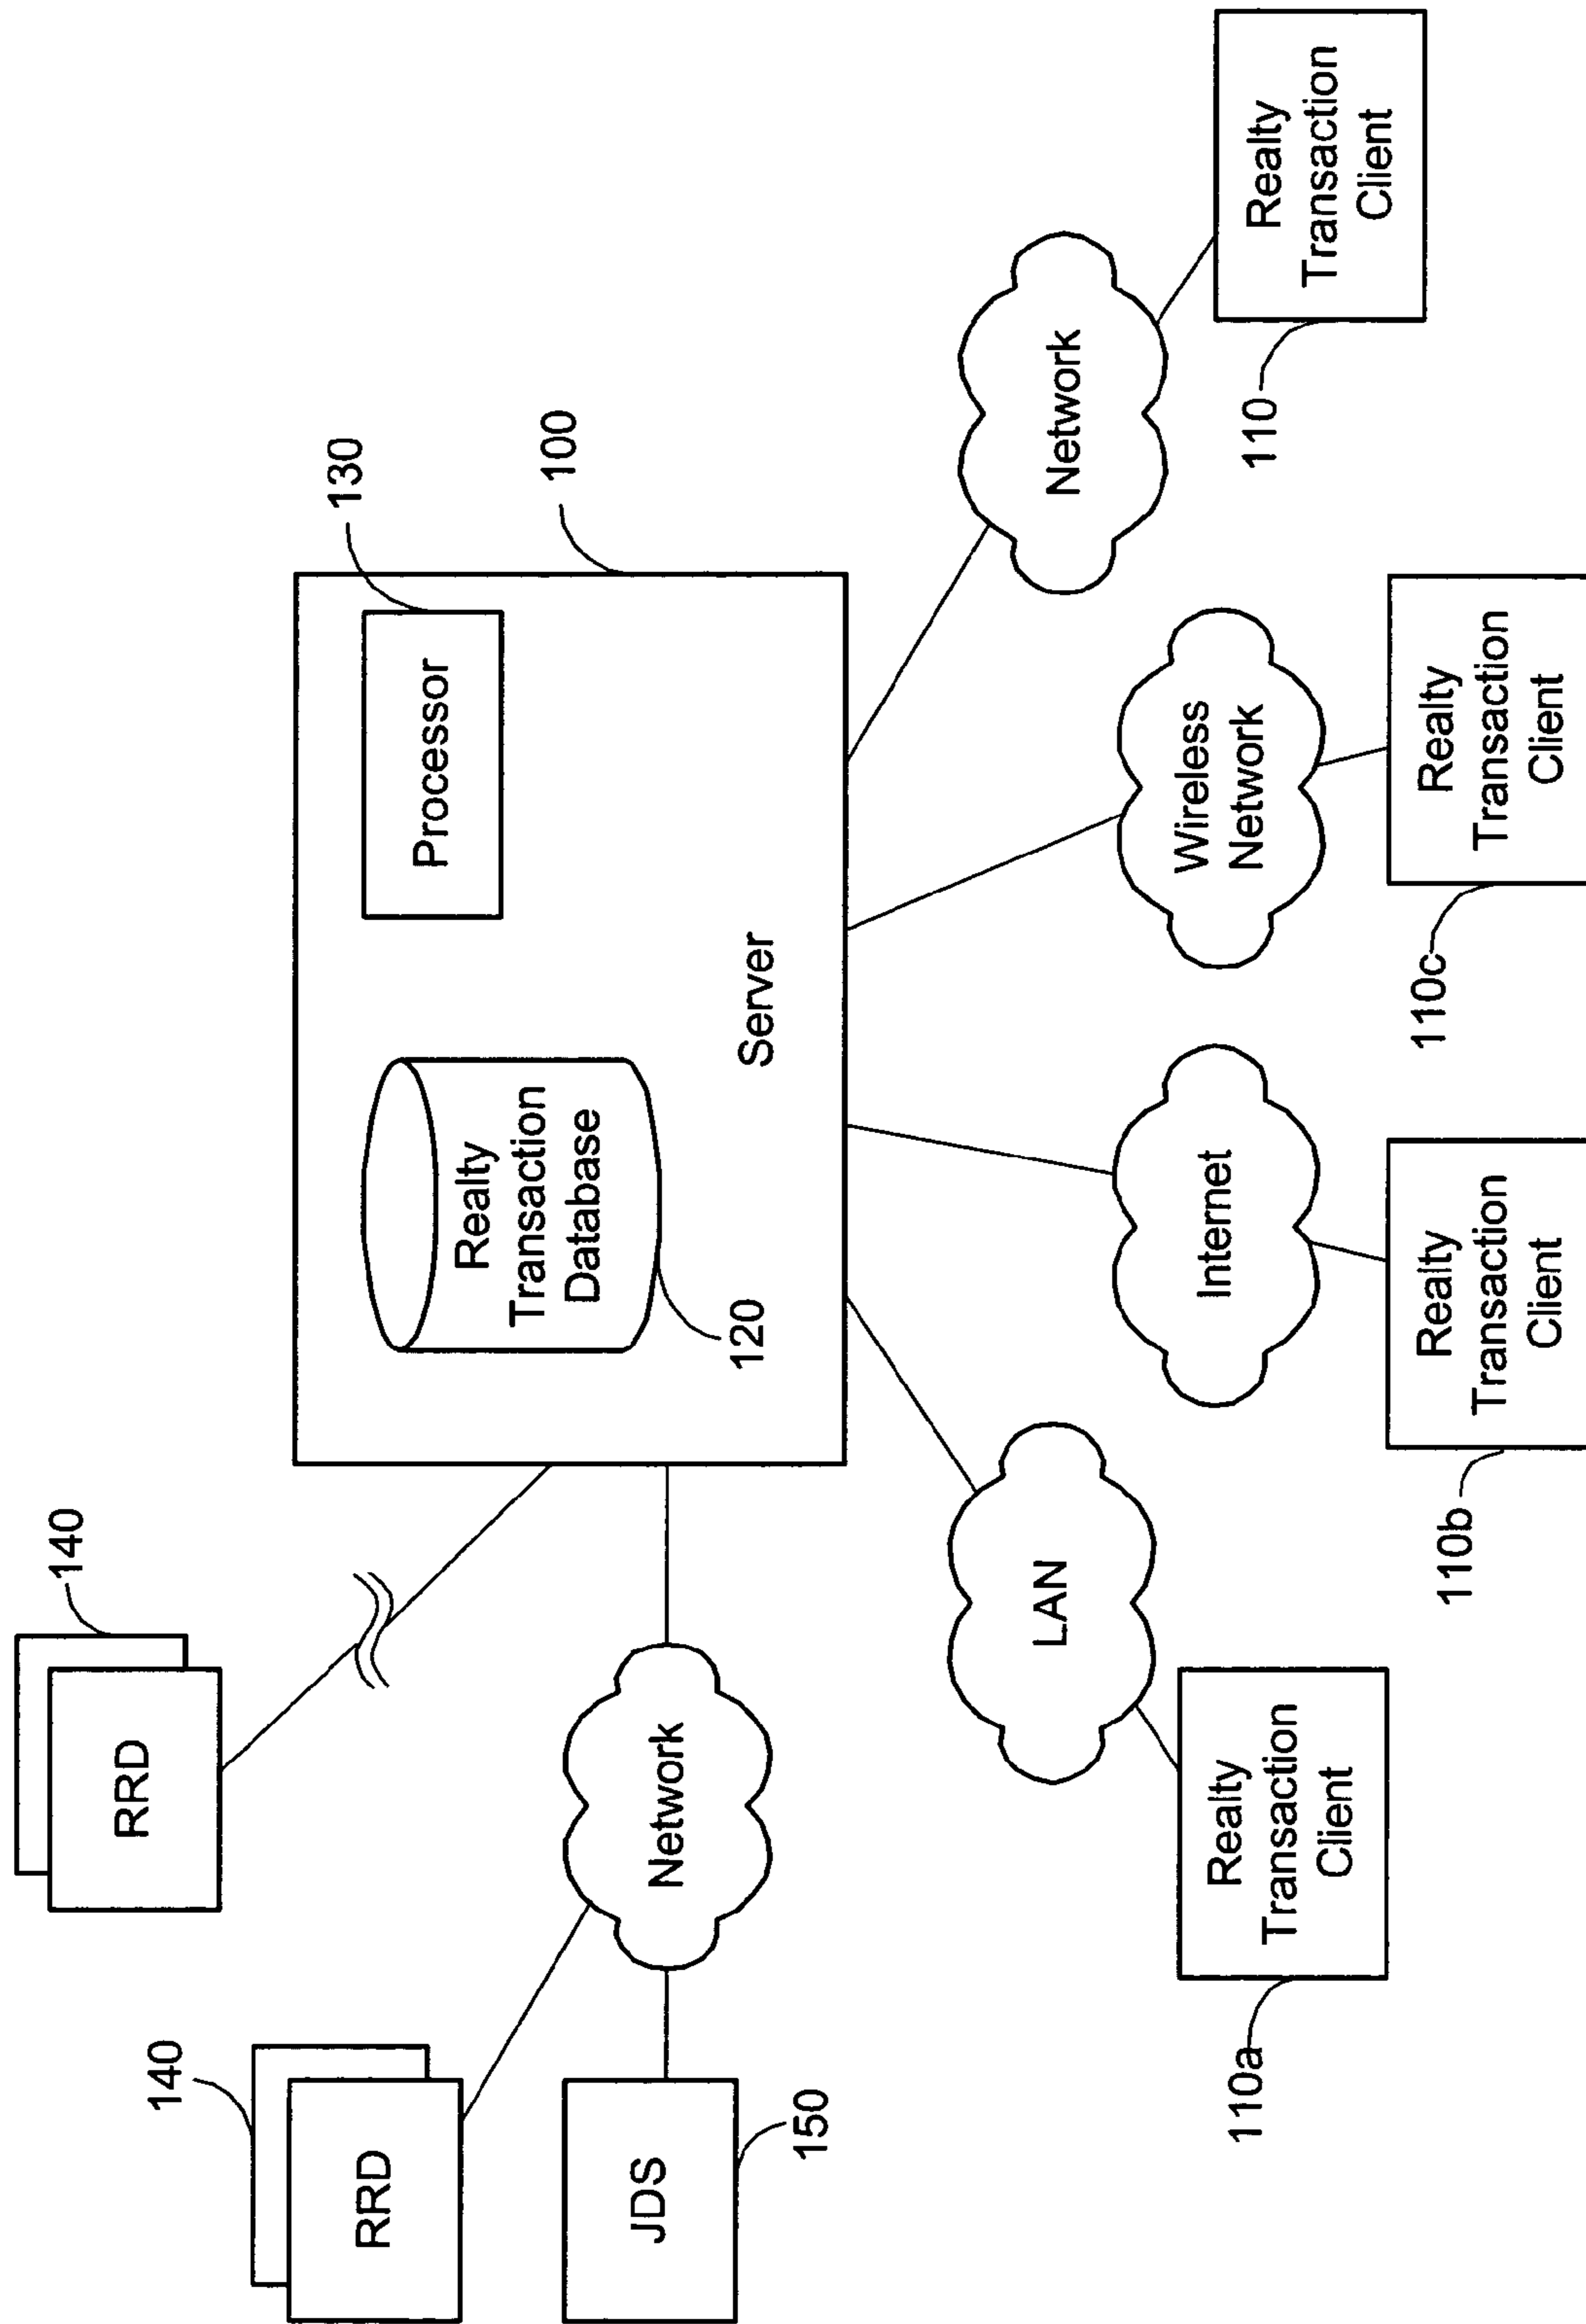 140
RRD
140
RRD
JDS
150
Network
130
100
Processor
Realty
Transaction
Database
120
Server
LAN
Internet
Wireless
Network
Network
110a
Realty
Transaction
Client
110b
Realty
Transaction
Client
110c
Realty
Transaction
Client
110
Realty
Transaction
Client